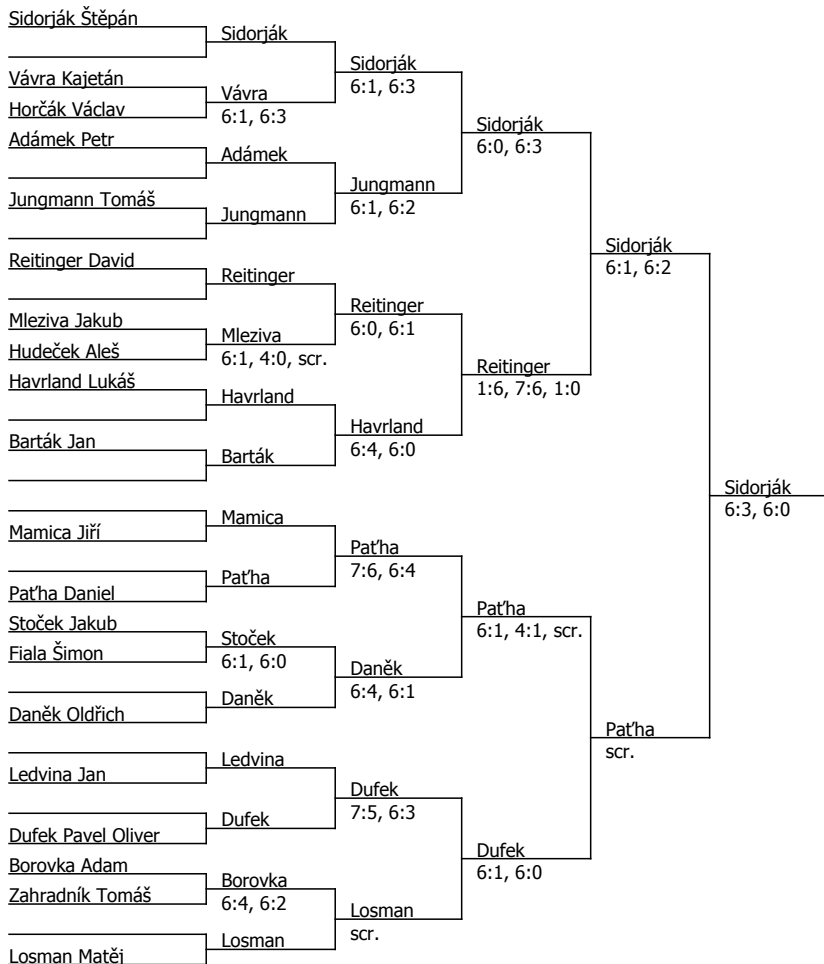 Sidorják Štěpán
Vávra Kajetán
Horčák Václav
Adámek Petr
Jungmann Tomáš
Reitinger David
Mleziva Jakub
Hudeček Aleš
Havrland Lukáš
Barták Jan
Mamica Jiří
Paťha Daniel
Stoček Jakub
Fiala Šimon
Daněk Oldřich
Ledvina Jan
Dufek Pavel Oliver
Borovka Adam
Zahradník Tomáš
Losman Matěj
Sidorják
Vávra
6:1, 6:3
Adámek
Jungmann
Reitinger
Mleziva
6:1, 4:0, scr.
Havrland
Barták
Mamica
Paťha
Stoček
6:1, 6:0
Daněk
Ledvina
Dufek
Borovka
6:4, 6:2
Losman
Sidorják
6:1, 6:3
Jungmann
6:1, 6:2
Reitinger
6:0, 6:1
Havrland
6:4, 6:0
Paťha
7:6, 6:4
Daněk
6:4, 6:1
Dufek
7:5, 6:3
Losman
scr.
Sidorják
6:0, 6:3
Reitinger
1:6, 7:6, 1:0
Paťha
6:1, 4:1, scr.
Dufek
6:1, 6:0
Sidorják
6:1, 6:2
Paťha
scr.
Sidorják
6:3, 6:0